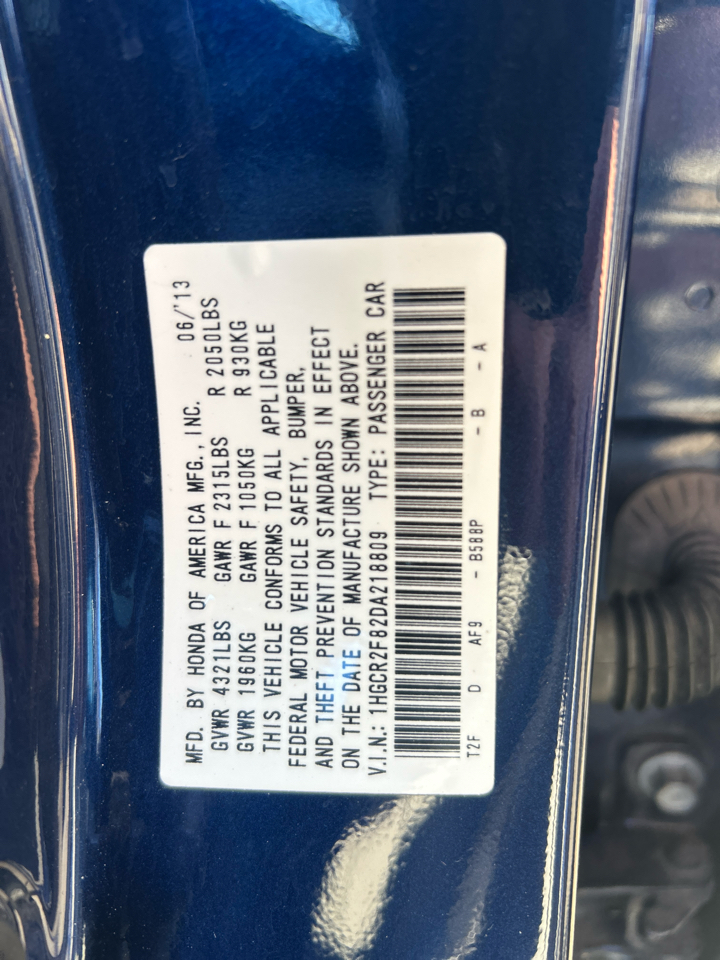 MFD. BY HONDA OF AMERICA MFG., INC. 06/'13
GVWR 4321LBS GAWR F 2315LBS R 2050LBS
GVWR 1960KG GAWR F 1050KG R 930KG
THIS VEHICLE CONFORMS TO ALL APPLICABLE
FEDERAL MOTOR VEHICLE SAFETY, BUMPER,
AND THEFT PREVENTION STANDARDS IN EFFECT
ON THE DATE OF MANUFACTURE SHOWN ABOVE.
V.I.N.: 1HGCR2F82DA218809 TYPE: PASSENGER CAR
T2F D AF9 - B588P - B - A